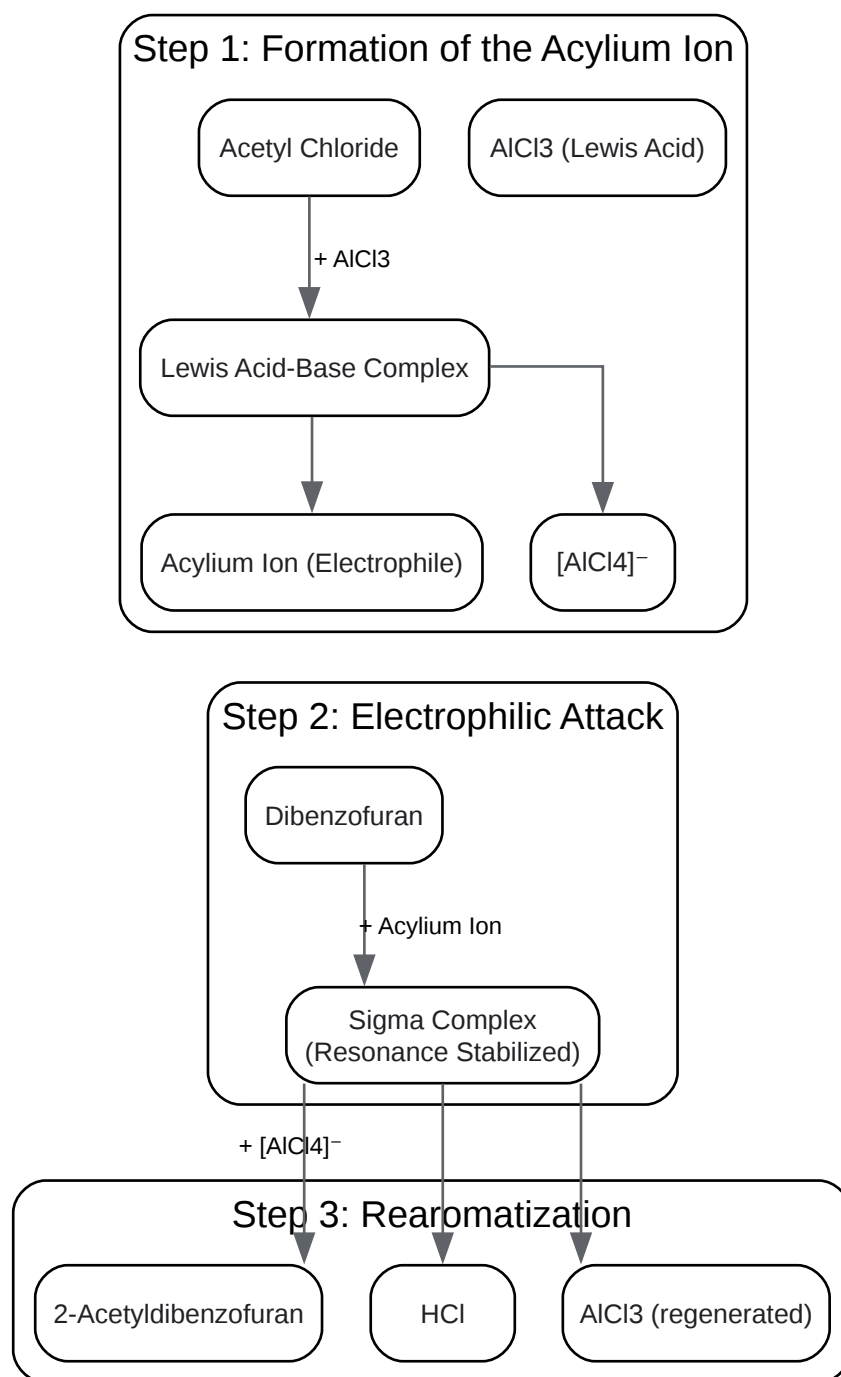 Step 1: Formation of the Acylium Ion
Acetyl Chloride
AlCl3 (Lewis Acid)
+ AlCl3
Lewis Acid-Base Complex
Acylium Ion (Electrophile)
[AlCl4]⁻
Step 2: Electrophilic Attack
Dibenzofuran
+ Acylium Ion
Sigma Complex
(Resonance Stabilized)
+ [AlCl4]⁻
Step 3: Rearomatization
2-Acetyldibenzofuran
HCl
AlCl3 (regenerated)